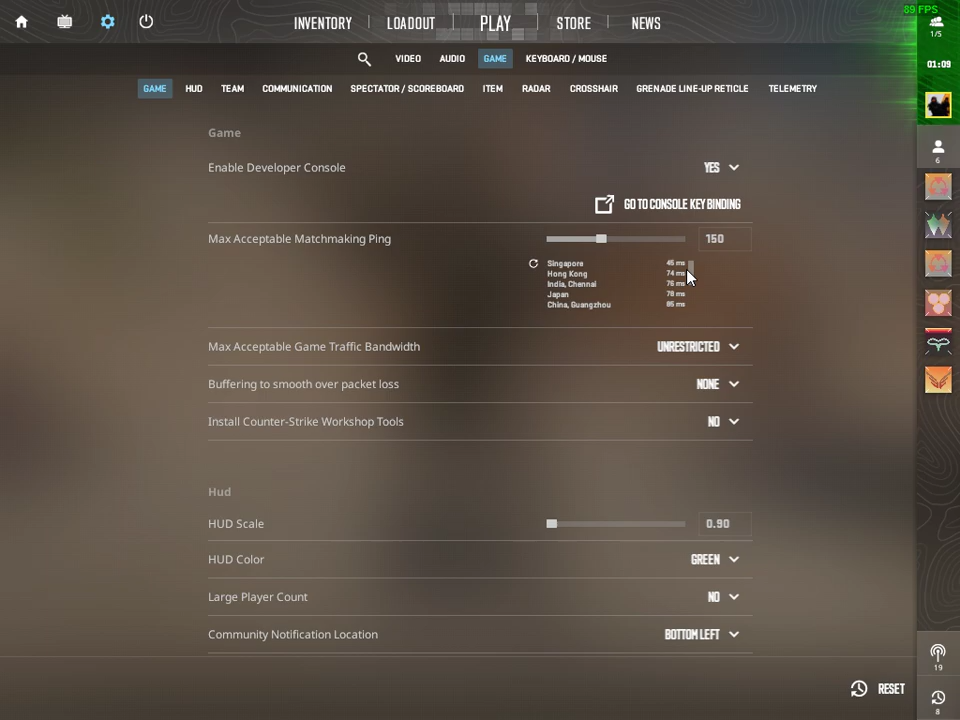 89 FPS
INVENTORY
LOADOUT
PLAY
STORE
NEWS
1/5
VIDEO
AUDIO
GAME
KEYBOARD / MOUSE
01:09
GAME
HUD
TEAM
COMMUNICATION
SPECTATOR / SCOREBOARD
ITEM
RADAR
CROSSHAIR
GRENADE LINE-UP RETICLE
TELEMETRY
Game
6
Enable Developer Console
YES
GO TO CONSOLE KEY BINDING
Max Acceptable Matchmaking Ping
150
Singapore 45 ms
Hong Kong 74 ms
India, Chennai 76 ms
Japan 78 ms
China, Guangzhou 85 ms
Max Acceptable Game Traffic Bandwidth
UNRESTRICTED
Buffering to smooth over packet loss
NONE
Install Counter-Strike Workshop Tools
NO
Hud
HUD Scale
0.90
HUD Color
GREEN
Large Player Count
NO
Community Notification Location
BOTTOM LEFT
19
RESET
8